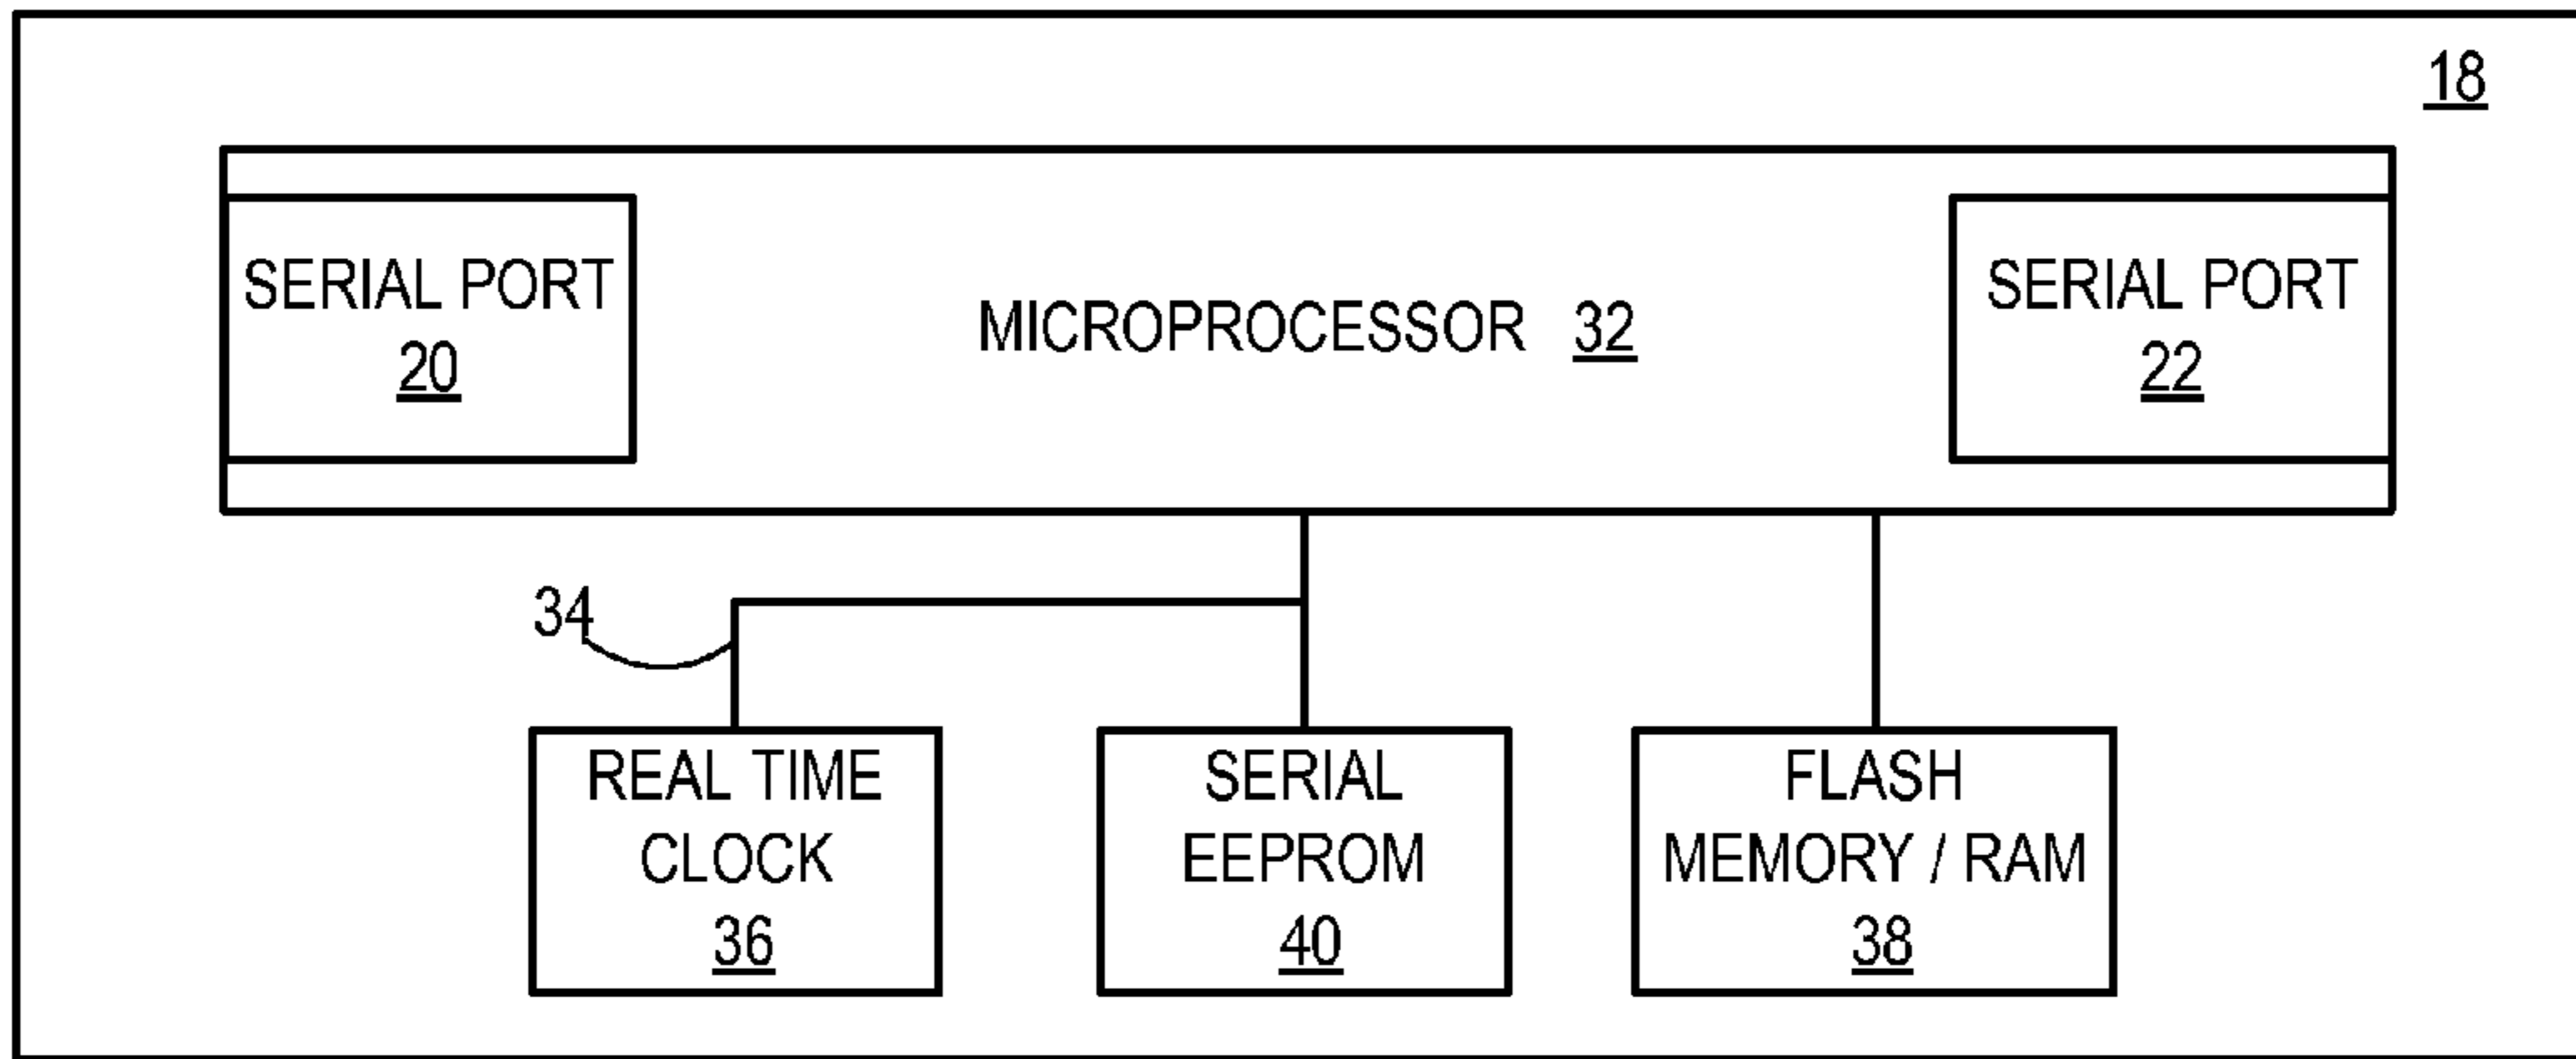 18
SERIAL PORT
20
MICROPROCESSOR 32
SERIAL PORT
22
34
REAL TIME
CLOCK
36
SERIAL
EEPROM
40
FLASH
MEMORY / RAM
38